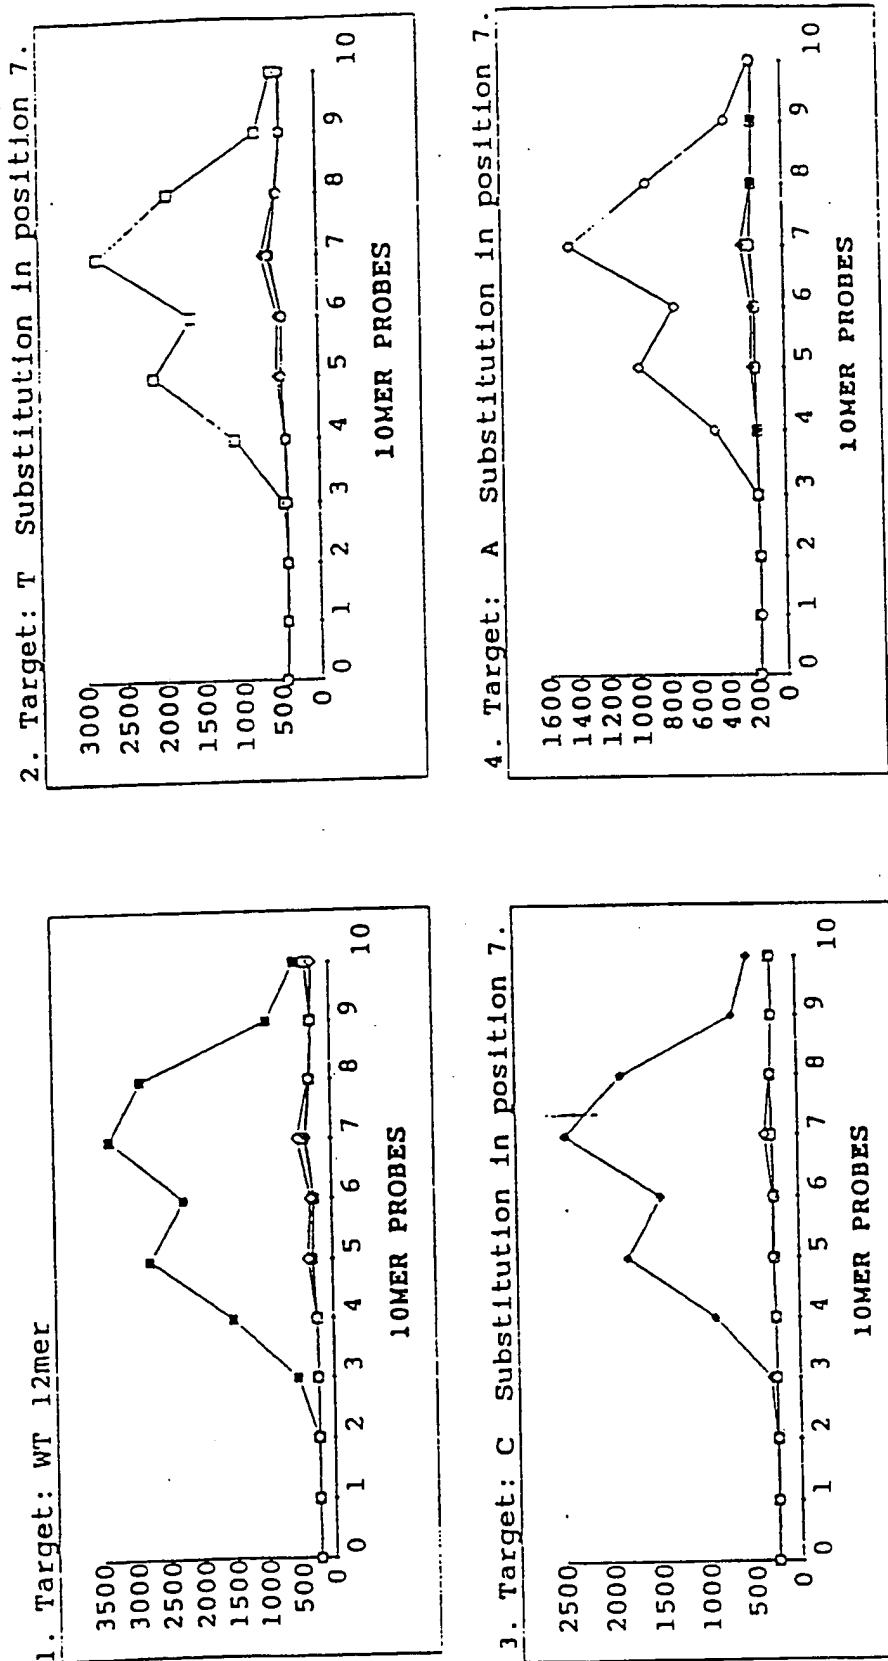 1. Target: WT 12mer
3500
3000
2500
2000
1500
1000
500
0
0 1 2 3 4 5 6 7 8 9 10
10MER PROBES
2. Target: T Substitution in position 7.
3000
2500
2000
1500
1000
500
0
0 1 2 3 4 5 6 7 8 9 10
10MER PROBES
3. Target: C Substitution in position 7.
2500
2000
1500
1000
500
0
0 1 2 3 4 5 6 7 8 9 10
10MER PROBES
4. Target: A Substitution in position 7.
1600
1400
1200
1000
800
600
400
200
0
0 1 2 3 4 5 6 7 8 9 10
10MER PROBES